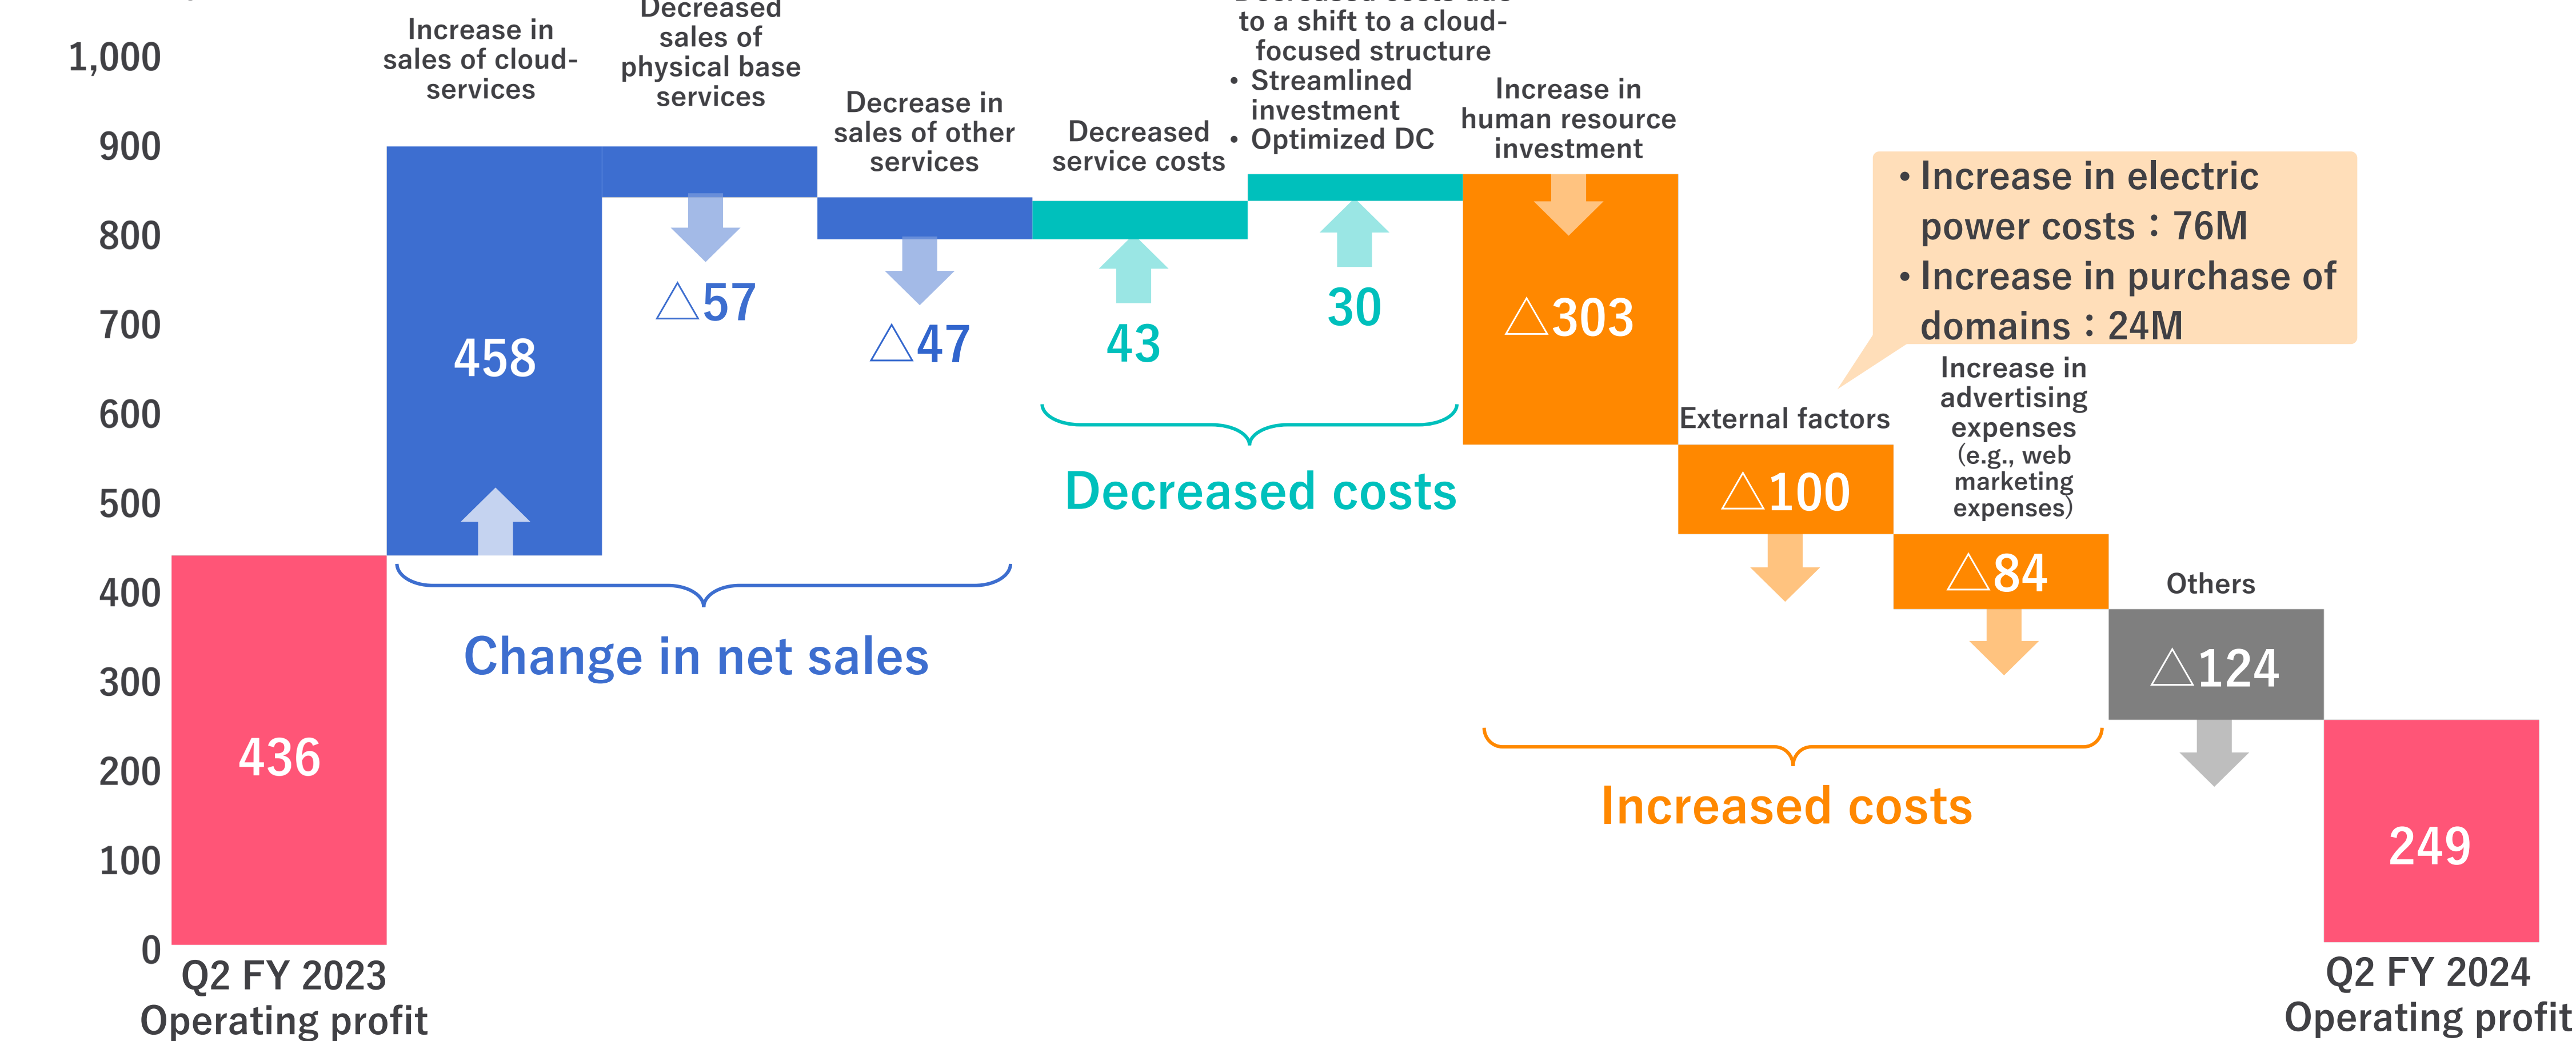 1,000
900
800
700
600
500
400
300
200
100
0
Increase in
sales of cloud-
services
Decreased
sales of
physical base
services
Decrease in
sales of other
services
Decreased
service costs
to a shift to a cloud-
focused structure
• Streamlined
investment
• Optimized DC
Increase in
human resource
investment
• Increase in electric
power costs：76M
• Increase in purchase of
domains：24M
External factors
Increase in
advertising
expenses
(e.g., web
marketing
expenses)
Others
436
458
△57
△47
43
30
△303
△100
△84
△124
249
Change in net sales
Decreased costs
Increased costs
Q2 FY 2023
Operating profit
Q2 FY 2024
Operating profit